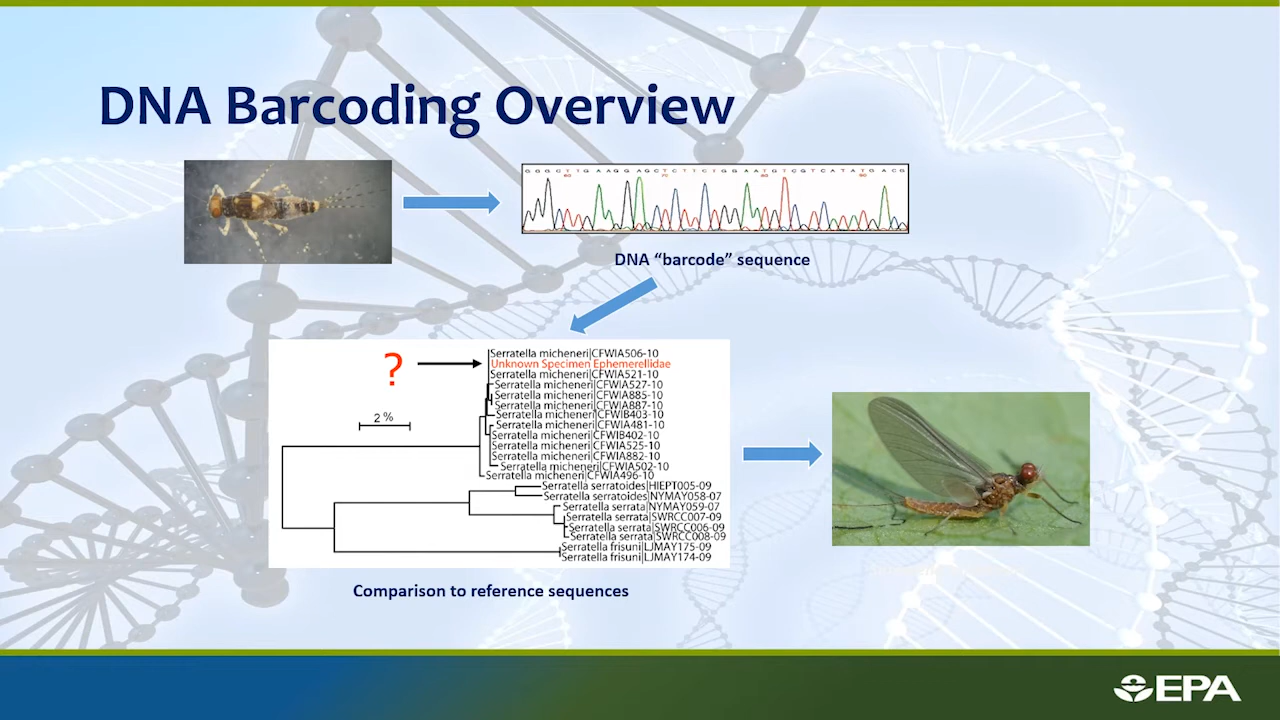 DNA Barcoding Overview
G G G C T T G A A G G A G C T C T T C T G G A A T G T C G T C A T A T G A C G
60 70 80 90
DNA “barcode” sequence
Serratella micheneri|CFWIA506-10
? Unknown Specimen Ephemerellidae
Serratella micheneri|CFWIA521-10
Serratella micheneri|CFWIA527-10
Serratella micheneri|CFWIA885-10
Serratella micheneri|CFWIA887-10
2 % Serratella micheneri|CFWIB403-10
Serratella micheneri|CFWIA481-10
Serratella micheneri|CFWIB402-10
Serratella micheneri|CFWIA525-10
Serratella micheneri|CFWIA882-10
Serratella micheneri|CFWIA502-10
Serratella micheneri|CFWIA496-10
Serratella serratoides|HIEPT005-09
Serratella serratoides|NYMAY058-07
Serratella serrata|NYMAY059-07
Serratella serrata|SWRCC007-09
Serratella serrata|SWRCC006-09
Serratella serrata|SWRCC008-09
Serratella frisuni|LJMAY175-09
Serratella frisuni|LJMAY174-09
Comparison to reference sequences
EPA